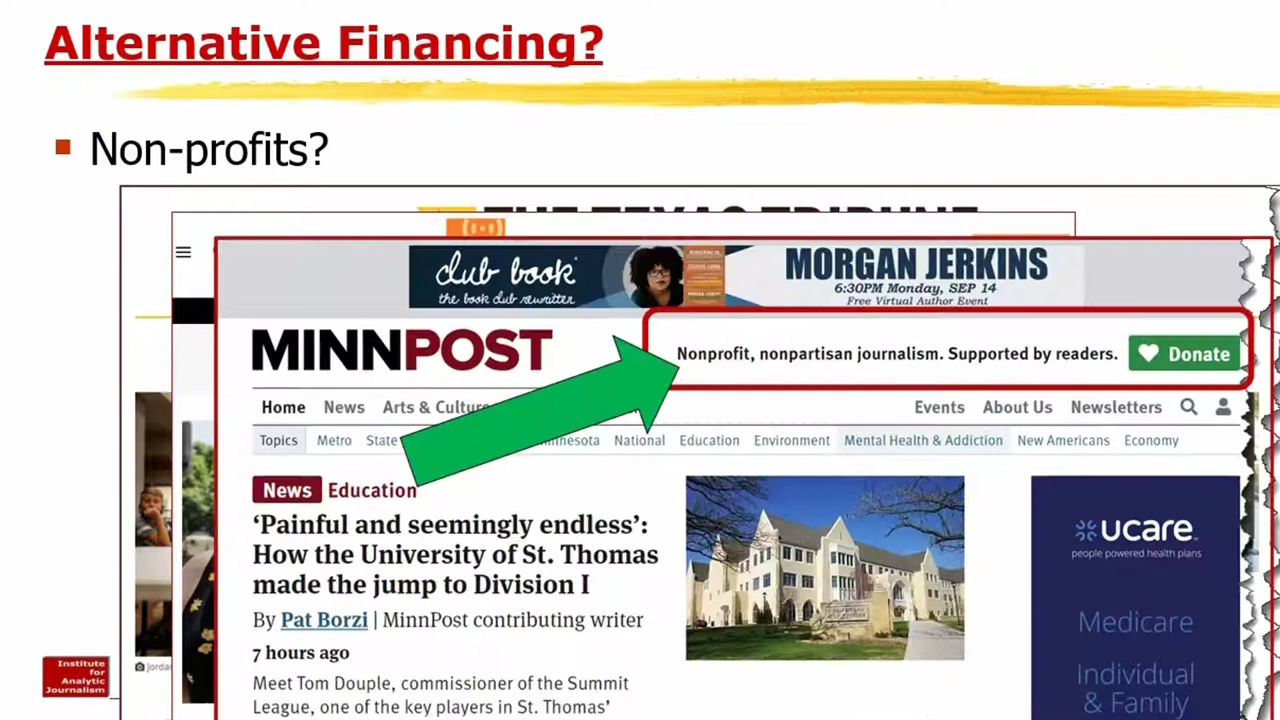 Alternative Financing?
Non-profits?
THE TEXAS TRIBUNE
club book
the book club rewritten
MORGAN JERKINS
6:30PM Monday, SEP 14
Free Virtual Author Event
MINNPOST
Nonprofit, nonpartisan journalism. Supported by readers.
Donate
Home News Arts & Culture
Events About Us Newsletters
Topics Metro State
National Education Environment Mental Health & Addiction New Americans Economy
News Education
‘Painful and seemingly endless’:
How the University of St. Thomas
made the jump to Division I
By Pat Borzi | MinnPost contributing writer
7 hours ago
Meet Tom Douple, commissioner of the Summit
League, one of the key players in St. Thomas’
ucare
people powered health plans
Medicare
Individual
& Family
Institute
for
Analytic
Journalism